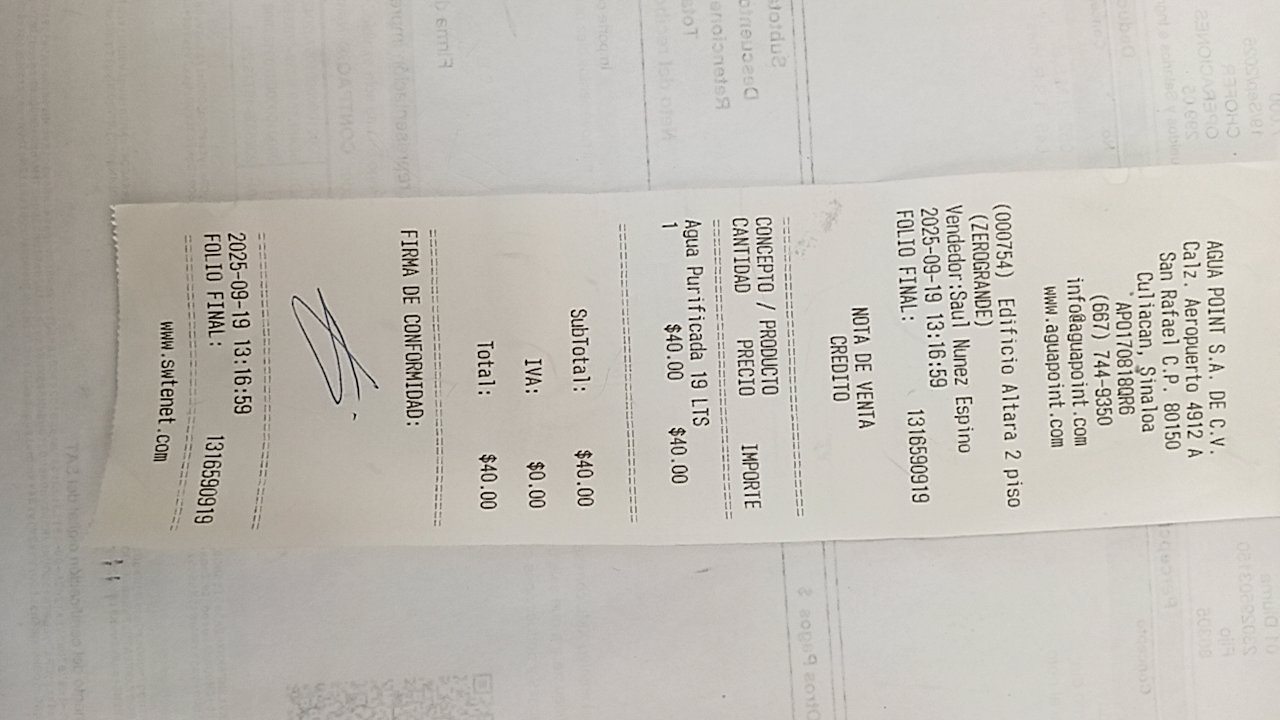 AGUA POINT S.A. DE C.V.
Calz. Aeropuerto 4912 A
San Rafael C.P. 80150
Culiacan, Sinaloa
APO170818QR6
(667) 744-9350
info@aguapoint.com
www.aguapoint.com
(000754) Edificio Altara 2 piso
(ZEROGRANDE)
Vendedor:Saul Nunez Espino
2025-09-19 13:16:59
FOLIO FINAL: 1316590919
NOTA DE VENTA
CREDITO
CONCEPTO / PRODUCTO
CANTIDAD PRECIO IMPORTE
Agua Purificada 19 LTS
1 $40.00 $40.00
SubTotal: $40.00
IVA: $0.00
Total: $40.00
FIRMA DE CONFORMIDAD:
2025-09-19 13:16:59
FOLIO FINAL: 1316590919
www.swtenet.com